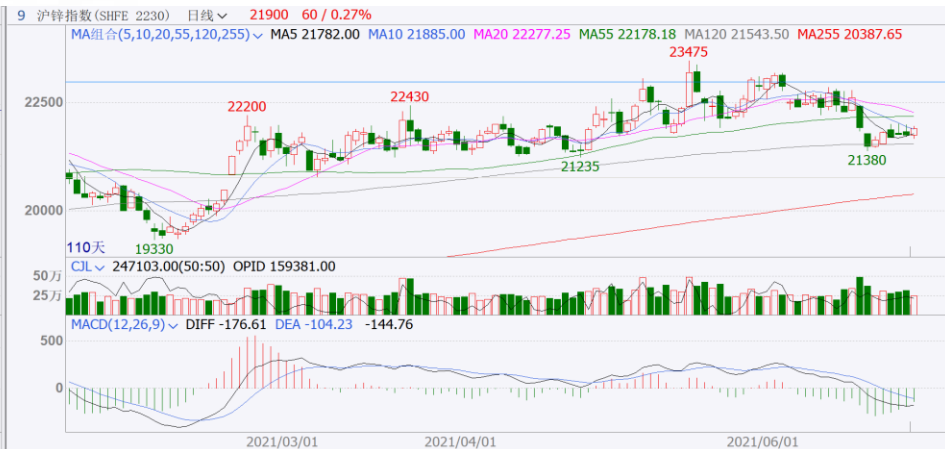 9 沪锌指数(SHFE 2230) 日线 21900 60 / 0.27%
MA组合(5,10,20,55,120,255) MA5 21782.00 MA10 21885.00 MA20 22277.25 MA55 22178.18 MA120 21543.50 MA255 20387.65
23475
22500
22200
22430
21235
21380
20000
110天
19330
CJL 247103.00(50:50) OPID 159381.00
50万
25万
MACD(12,26,9) DIFF -176.61 DEA -104.23 -144.76
500
0
2021/03/01 2021/04/01 2021/06/01